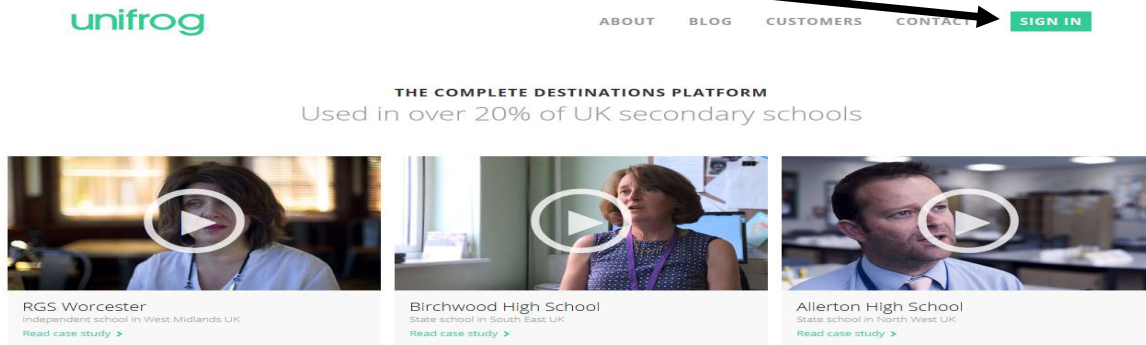 unifrog
ABOUT BLOG CUSTOMERS CONTACT SIGN IN
THE COMPLETE DESTINATIONS PLATFORM
Used in over 20% of UK secondary schools
RGS Worcester
Independent school in West Midlands UK
Read case study >
Birchwood High School
State school in South East UK
Read case study >
Allerton High School
State school in North West UK
Read case study >